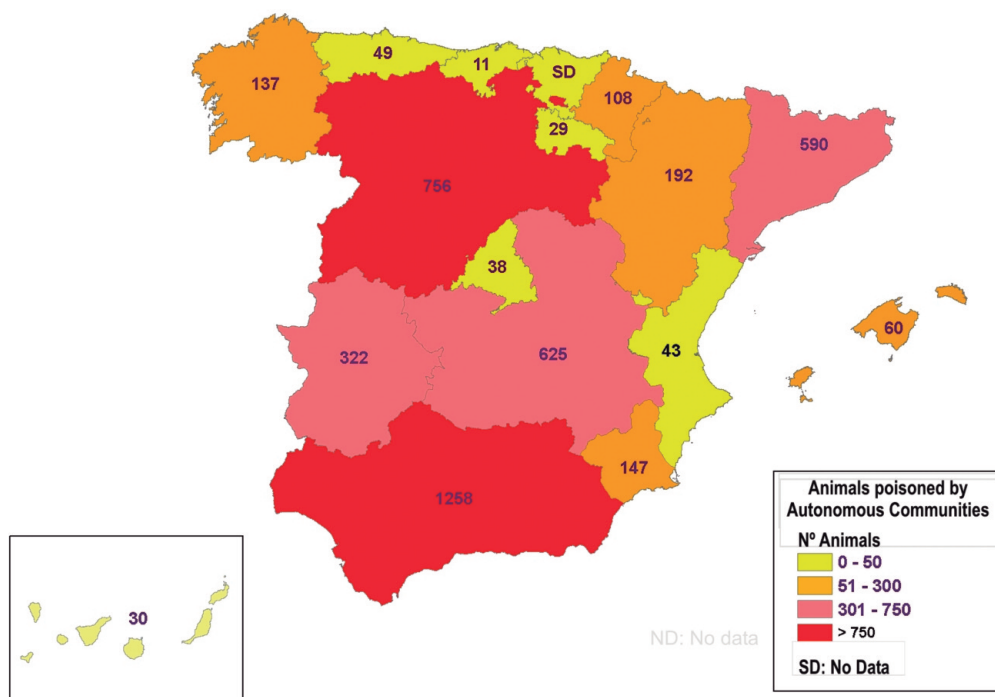 49
11
SD
137
108
29
590
192
756
38
60
322
625
43
147
1258
30
ND: No data
Animals poisoned by
Autonomous Communities
Nº Animals
0 - 50
51 - 300
301 - 750
> 750
SD: No Data